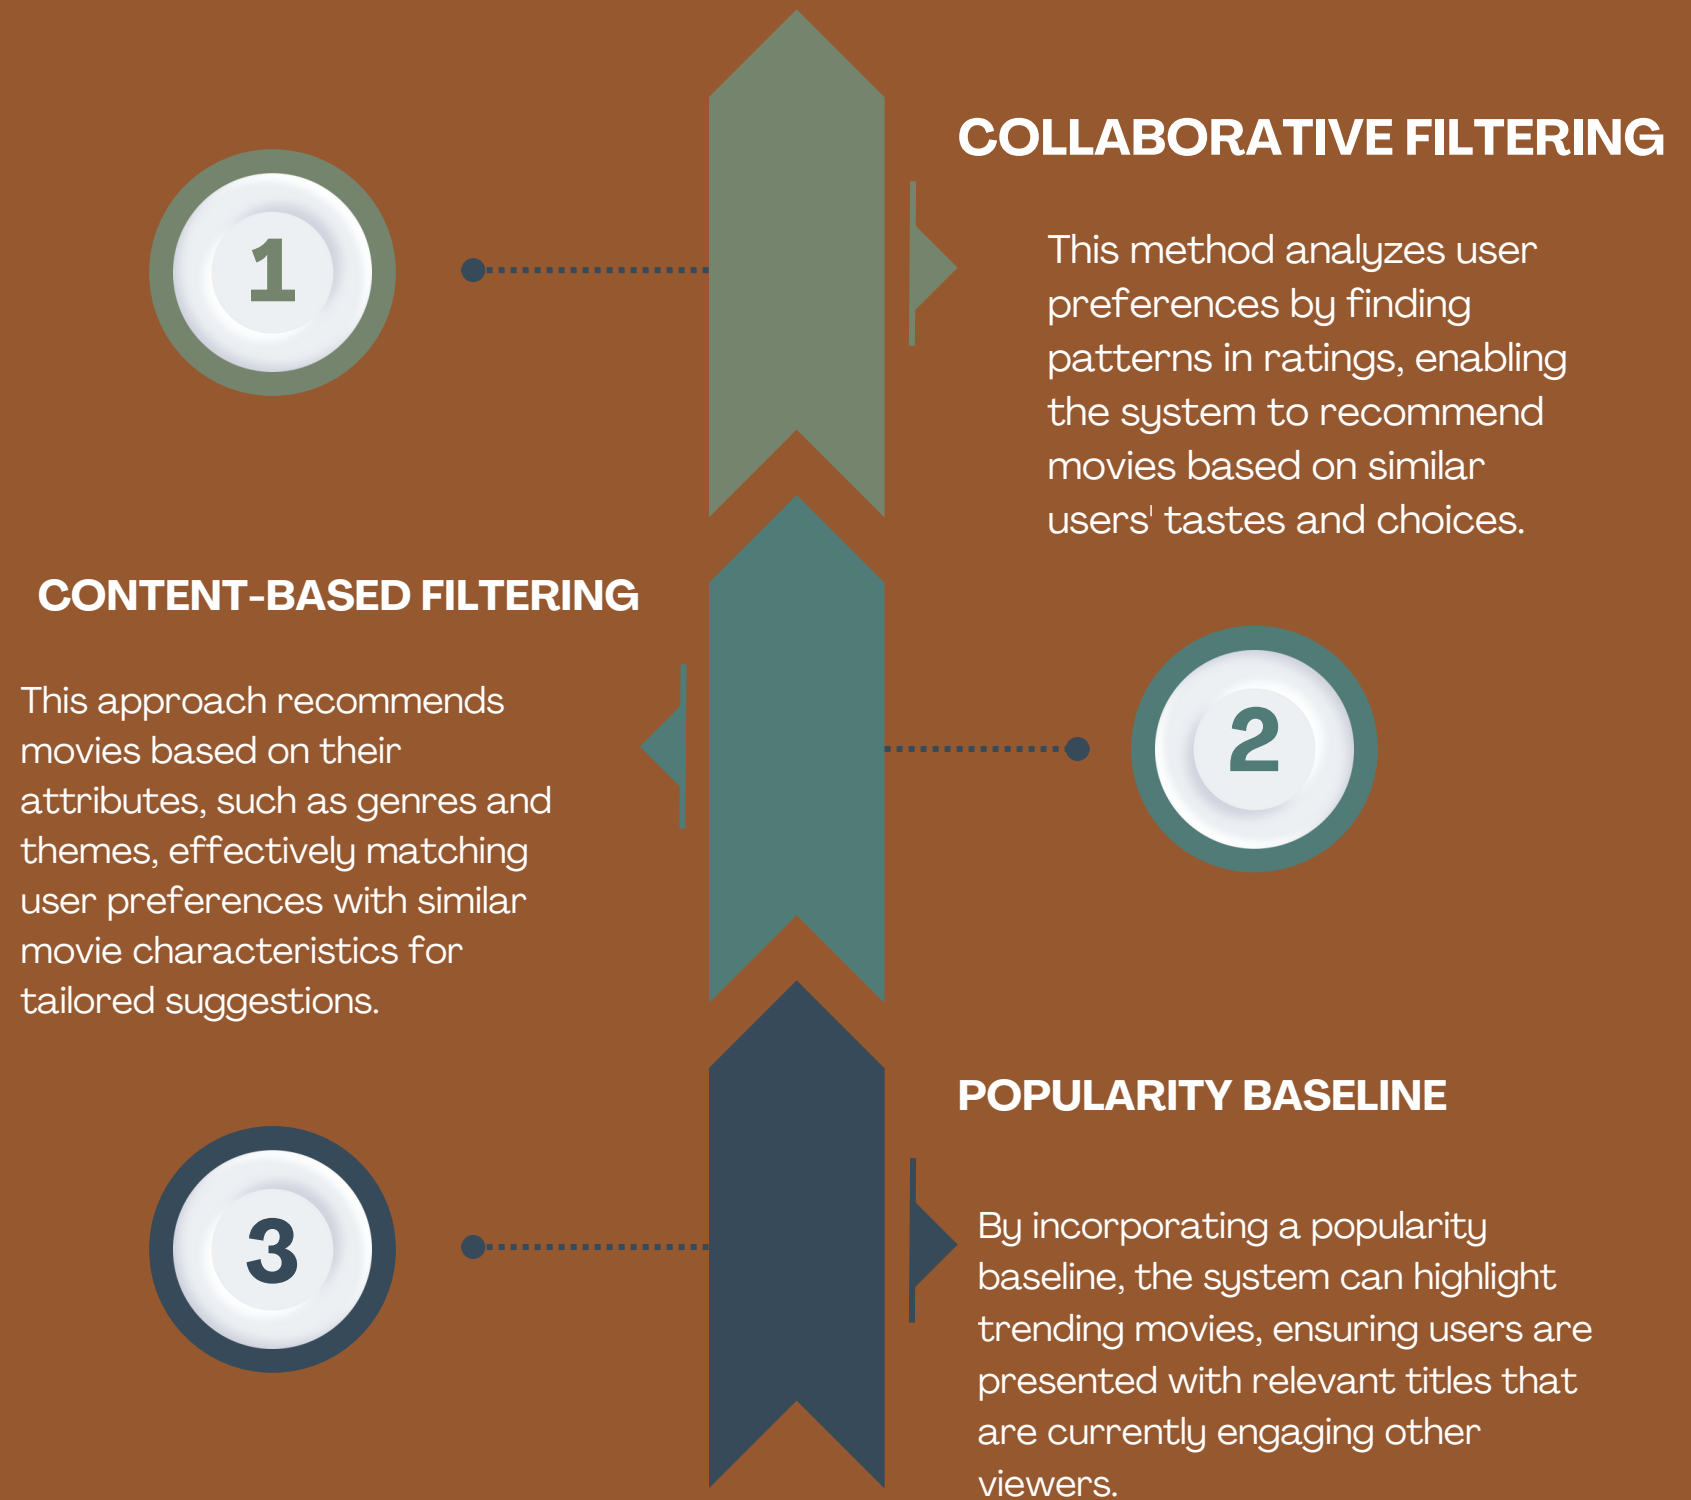 1
COLLABORATIVE FILTERING
This method analyzes user
preferences by finding
patterns in ratings, enabling
the system to recommend
movies based on similar
users' tastes and choices.
CONTENT-BASED FILTERING
This approach recommends
movies based on their
attributes, such as genres and
themes, effectively matching
user preferences with similar
movie characteristics for
tailored suggestions.
2
3
POPULARITY BASELINE
By incorporating a popularity
baseline, the system can highlight
trending movies, ensuring users are
presented with relevant titles that
are currently engaging other
viewers.